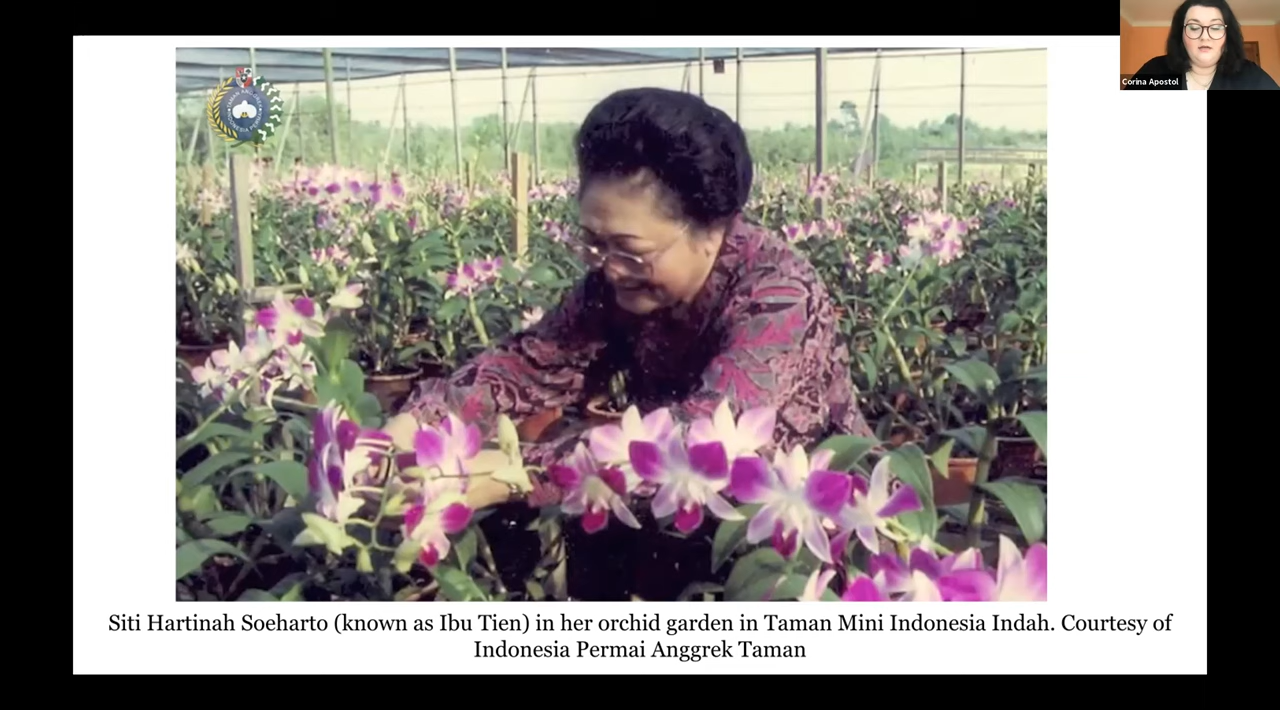 Corina Apostol
Siti Hartinah Soeharto (known as Ibu Tien) in her orchid garden in Taman Mini Indonesia Indah. Courtesy of
Indonesia Permai Anggrek Taman